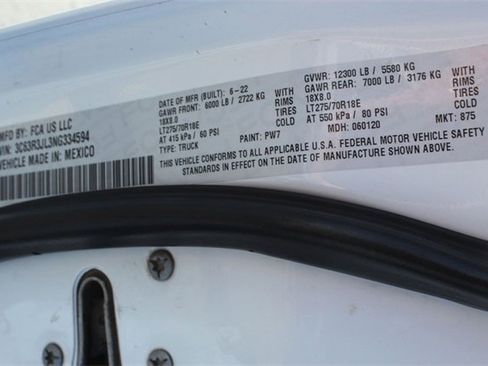 MFD BY: FCA US LLC
VIN: 3C63R3JL3NG334594
VEHICLE MADE IN: MEXICO
DATE OF MFR (BUILT): 6-22
GAWR FRONT: 6000 LB / 2722 KG WITH
18X8.0 RIMS
LT275/70R18E TIRES
AT 415 kPa / 60 PSI COLD
TYPE: TRUCK PAINT: PW7
GVWR: 12300 LB / 5580 KG
GAWR REAR: 7000 LB / 3176 KG WITH
18X8.0 RIMS
LT275/70R18E TIRES
AT 550 kPa / 80 PSI COLD
MDH: 060120 MKT: 875
THIS VEHICLE CONFORMS TO ALL APPLICABLE U.S.A. FEDERAL MOTOR VEHICLE SAFETY
STANDARDS IN EFFECT ON THE DATE OF MANUFACTURE SHOWN ABOVE.